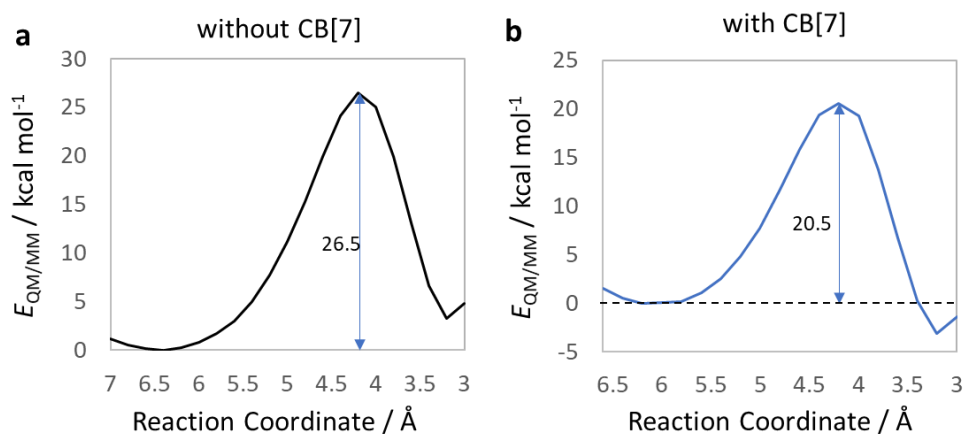 a
without CB[7]
30
25
20
15
10
5
0
E_QM/MM / kcal mol⁻¹
26.5
7 6.5 6 5.5 5 4.5 4 3.5 3
Reaction Coordinate / Å
b
with CB[7]
25
20
15
10
5
0
-5
E_QM/MM / kcal mol⁻¹
20.5
6.5 6 5.5 5 4.5 4 3.5 3
Reaction Coordinate / Å